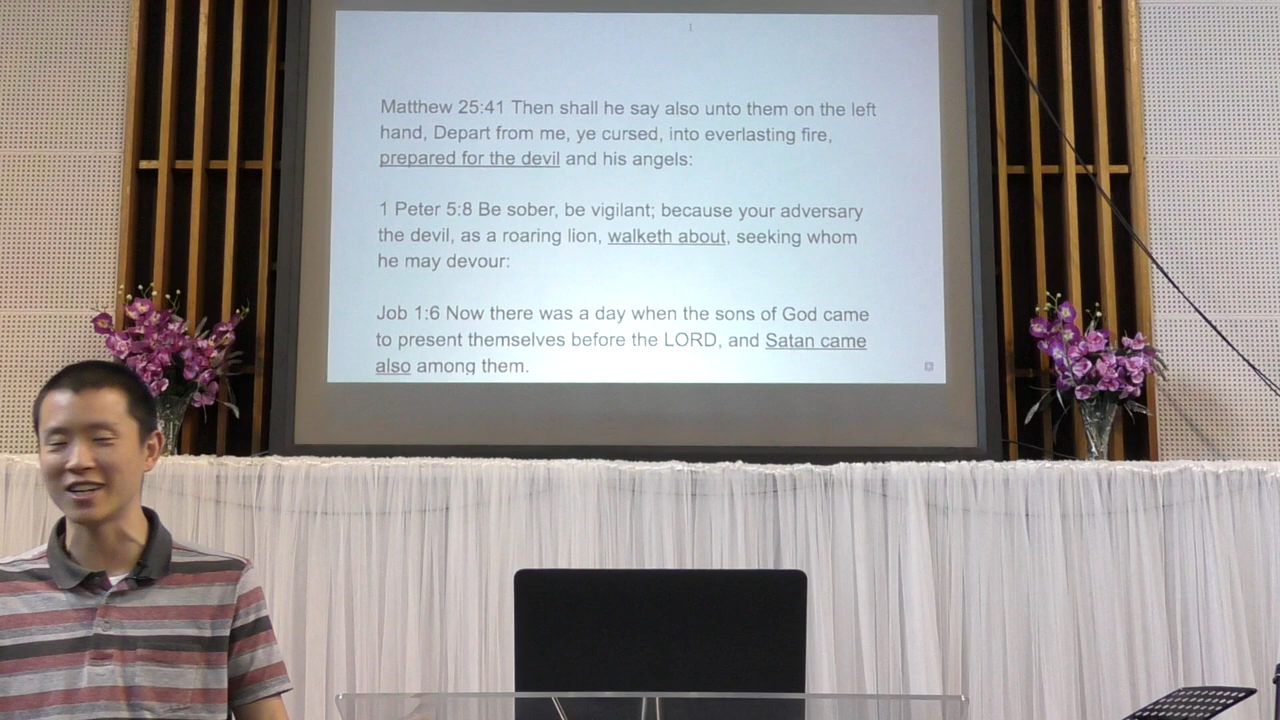 Matthew 25:41 Then shall he say also unto them on the left
hand, Depart from me, ye cursed, into everlasting fire,
prepared for the devil and his angels:
1 Peter 5:8 Be sober, be vigilant; because your adversary
the devil, as a roaring lion, walketh about, seeking whom
he may devour:
Job 1:6 Now there was a day when the sons of God came
to present themselves before the LORD, and Satan came
also among them.